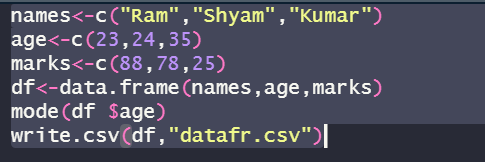 names<-c("Ram","Shyam","Kumar")
age<-c(23,24,35)
marks<-c(88,78,25)
df<-data.frame(names,age,marks)
mode(df $age)
write.csv(df,"datafr.csv")